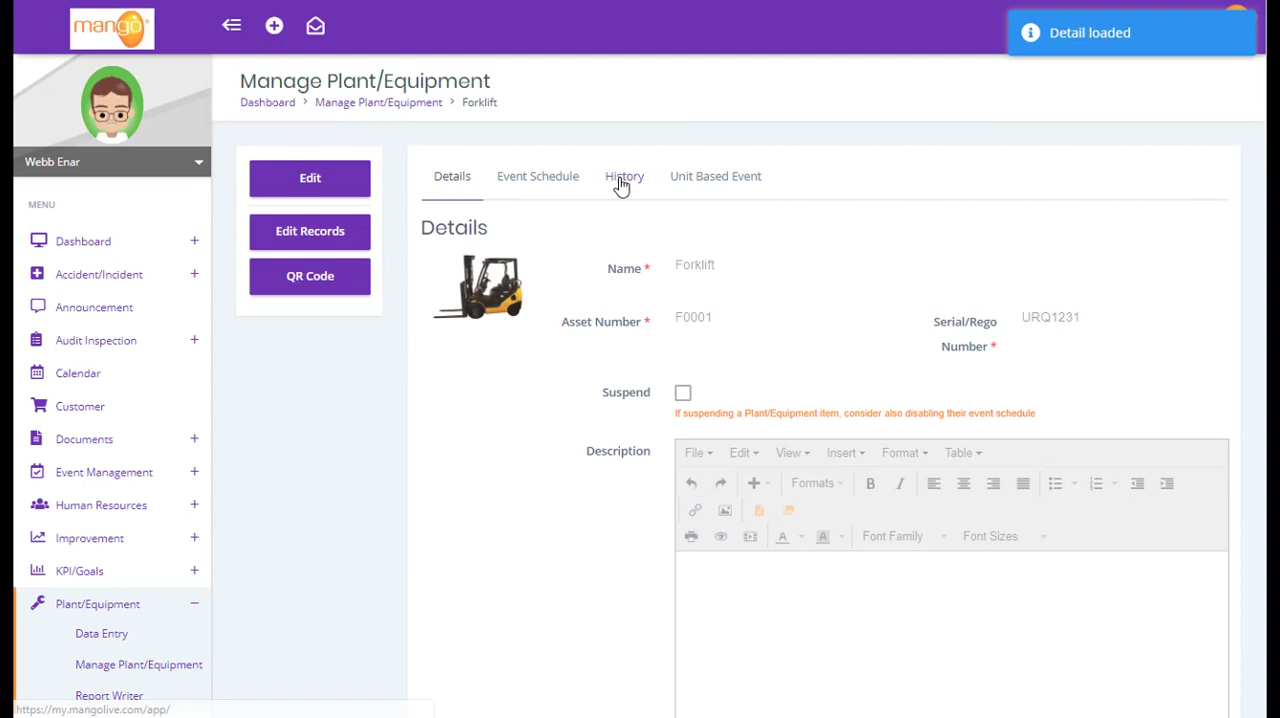 mango
Detail loaded
Manage Plant/Equipment
Dashboard > Manage Plant/Equipment > Forklift
Webb Enar
MENU
Dashboard +
Accident/Incident +
Announcement
Audit Inspection +
Calendar
Customer
Documents +
Event Management +
Human Resources +
Improvement +
KPI/Goals +
Plant/Equipment −
Data Entry
Manage Plant/Equipment
Report Writer
https://my.mangolive.com/app/
Edit
Edit Records
QR Code
Details Event Schedule History Unit Based Event
Details
Name * Forklift
Asset Number * F0001
Serial/Rego
Number *
URQ1231
Suspend
If suspending a Plant/Equipment item, consider also disabling their event schedule
Description
File Edit View Insert Format Table
Formats B I
A A Font Family Font Sizes